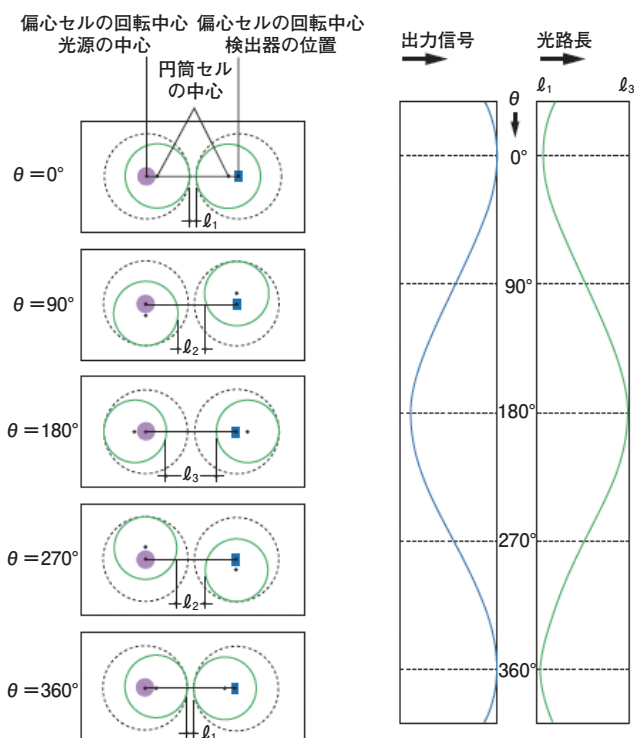 偏心セルの回転中心
光源の中心
偏心セルの回転中心
検出器の位置
円筒セル
の中心
θ=0°
ℓ1
θ=90°
ℓ2
θ=180°
ℓ3
θ=270°
ℓ2
θ=360°
ℓ1
出力信号
光路長
θ
ℓ1
ℓ3
0°
90°
180°
270°
360°